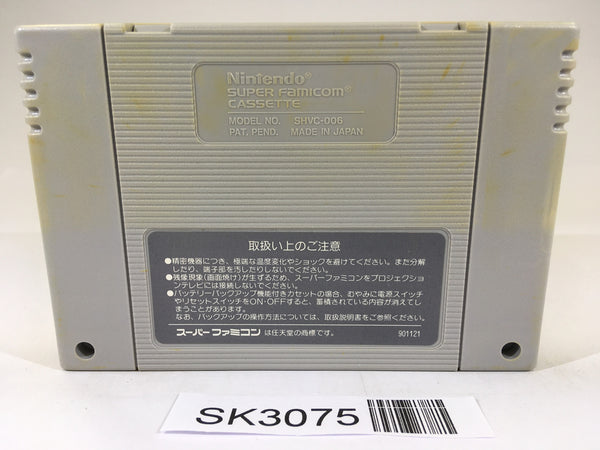 Nintendo®
SUPER FAMICOM®
CASSETTE
MODEL NO. SHVC-006
PAT. PEND. MADE IN JAPAN
取扱い上のご注意
●精密機器につき、極端な温度変化やショックを避けてください。また分解
したり、端子部を汚したりしないでください。
●残像現象(画面焼け)が生ずるため、スーパーファミコンをプロジェクショ
ンテレビには接続しないでください。
●バッテリーバックアップ機能付きカセットの場合、むやみに電源スイッチ
やリセットスイッチをON・OFFすると、蓄積されている内容が消えてし
まうことがあります。
なお、バックアップの操作方法については、取扱説明書をご参照ください。
スーパーファミコン は任天堂の商標です。 901121
SK3075